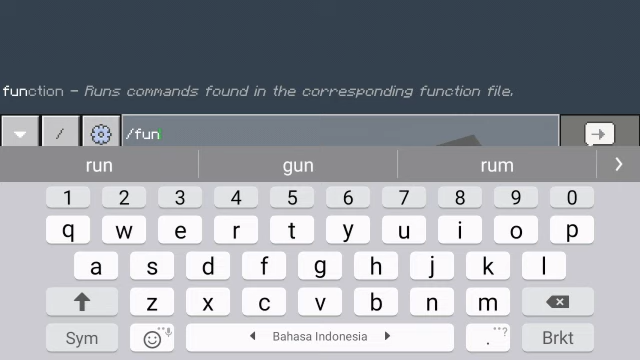 function - Runs commands found in the corresponding function file.
/ /fun
run gun rum >
1 2 3 4 5 6 7 8 9 0
q w e r t y u i o p
a s d f g h j k l
z x c v b n m
Sym Bahasa Indonesia . "? Brkt